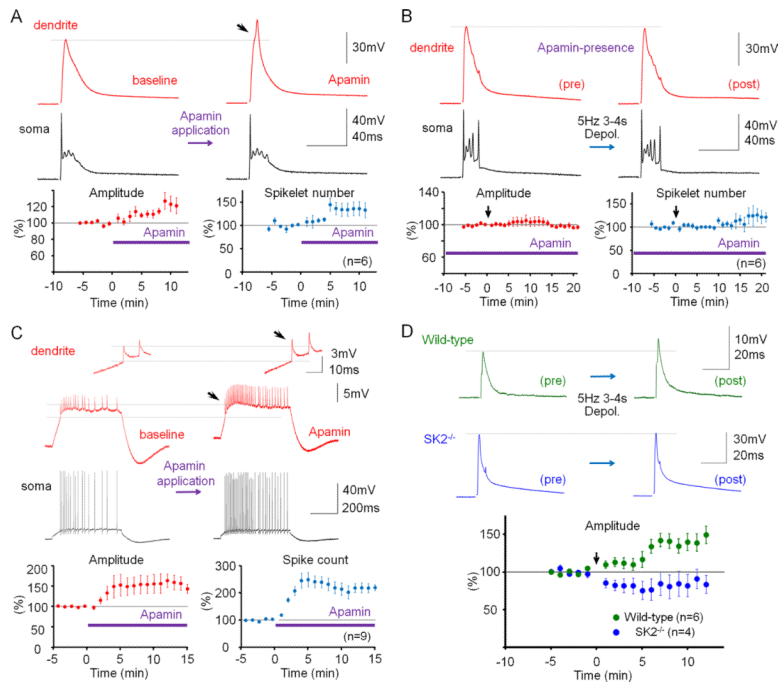 A
dendrite
baseline
Apamin
30mV
soma
Apamin
application
40mV
40ms
Amplitude
Spikelet number
(%)
120
100
80
60
Apamin
-10 -5 0 5 10
Time (min)
(%)
150
100
50
0
Apamin
(n=6)
-10 -5 0 5 10
Time (min)
B
dendrite
Apamin-presence
(pre)
(post)
30mV
soma
5Hz 3-4s
Depol.
40mV
40ms
Amplitude
Spikelet number
(%)
140
120
100
80
60
Apamin
-10 -5 0 5 10 15 20
Time (min)
(%)
150
100
50
0
Apamin
(n=6)
-10 -5 0 5 10 15 20
Time (min)
C
dendrite
3mV
10ms
5mV
baseline
Apamin
soma
Apamin
application
40mV
200ms
Amplitude
Spike count
(%)
200
150
100
50
0
Apamin
-5 0 5 10 15
Time (min)
(%)
300
200
100
0
Apamin
(n=9)
-5 0 5 10 15
Time (min)
D
Wild-type
(pre)
(post)
10mV
20ms
5Hz 3-4s
Depol.
SK2-/-
(pre)
(post)
30mV
20ms
Amplitude
(%)
150
100
50
Wild-type (n=6)
SK2-/- (n=4)
-10 -5 0 5 10
Time (min)